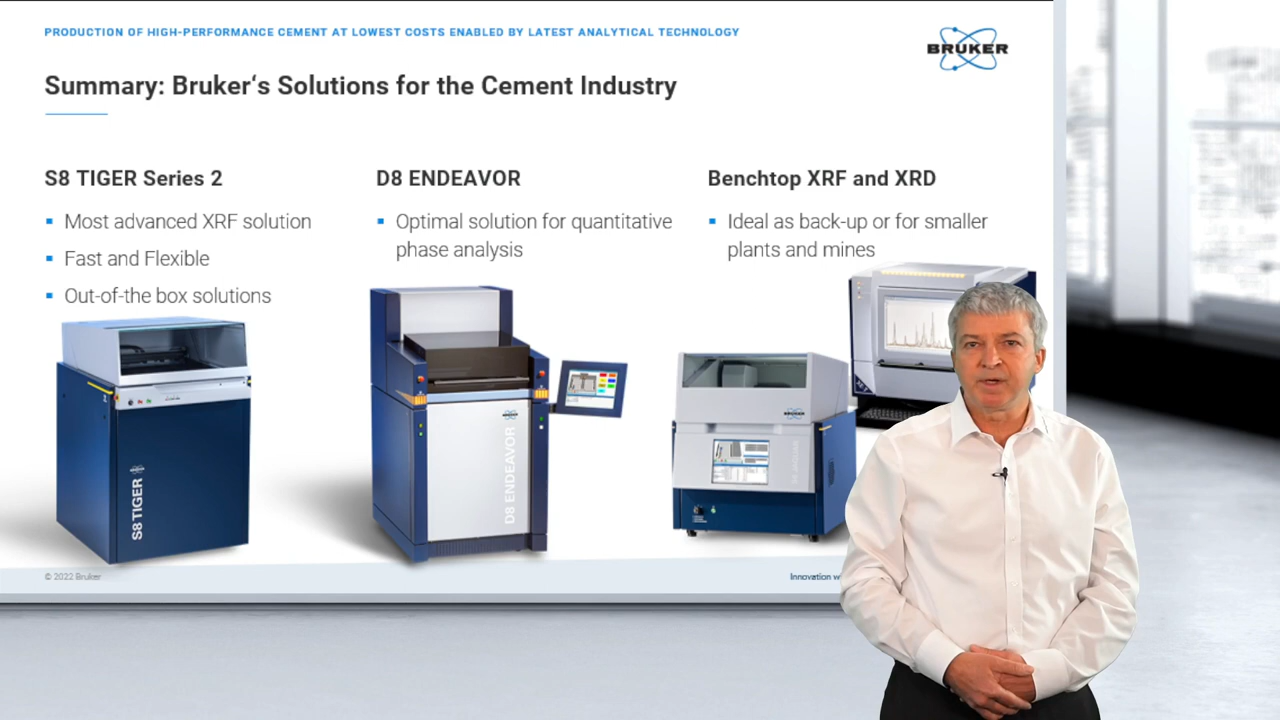 PRODUCTION OF HIGH-PERFORMANCE CEMENT AT LOWEST COSTS ENABLED BY LATEST ANALYTICAL TECHNOLOGY
BRUKER
Summary: Bruker‘s Solutions for the Cement Industry
S8 TIGER Series 2
Most advanced XRF solution
Fast and Flexible
Out-of-the box solutions
D8 ENDEAVOR
Optimal solution for quantitative
phase analysis
Benchtop XRF and XRD
Ideal as back-up or for smaller
plants and mines
S8 TIGER
BRUKER
D8 ENDEAVOR
BRUKER
© 2022 Bruker
Innovation w